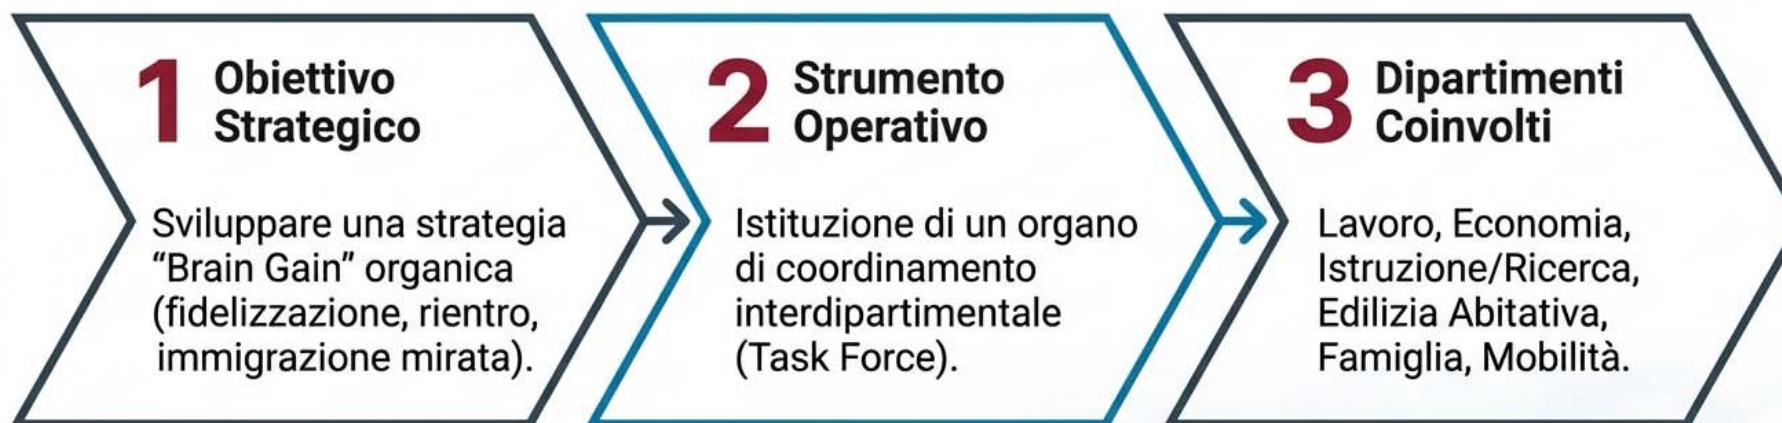 1 Obiettivo
Strategico
Sviluppare una strategia
“Brain Gain” organica
(fidelizzazione, rientro,
immigrazione mirata).
2 Strumento
Operativo
Istituzione di un organo
di coordinamento
interdipartimentale
(Task Force).
3 Dipartimenti
Coinvolti
Lavoro, Economia,
Istruzione/Ricerca,
Edilizia Abitativa,
Famiglia, Mobilità.